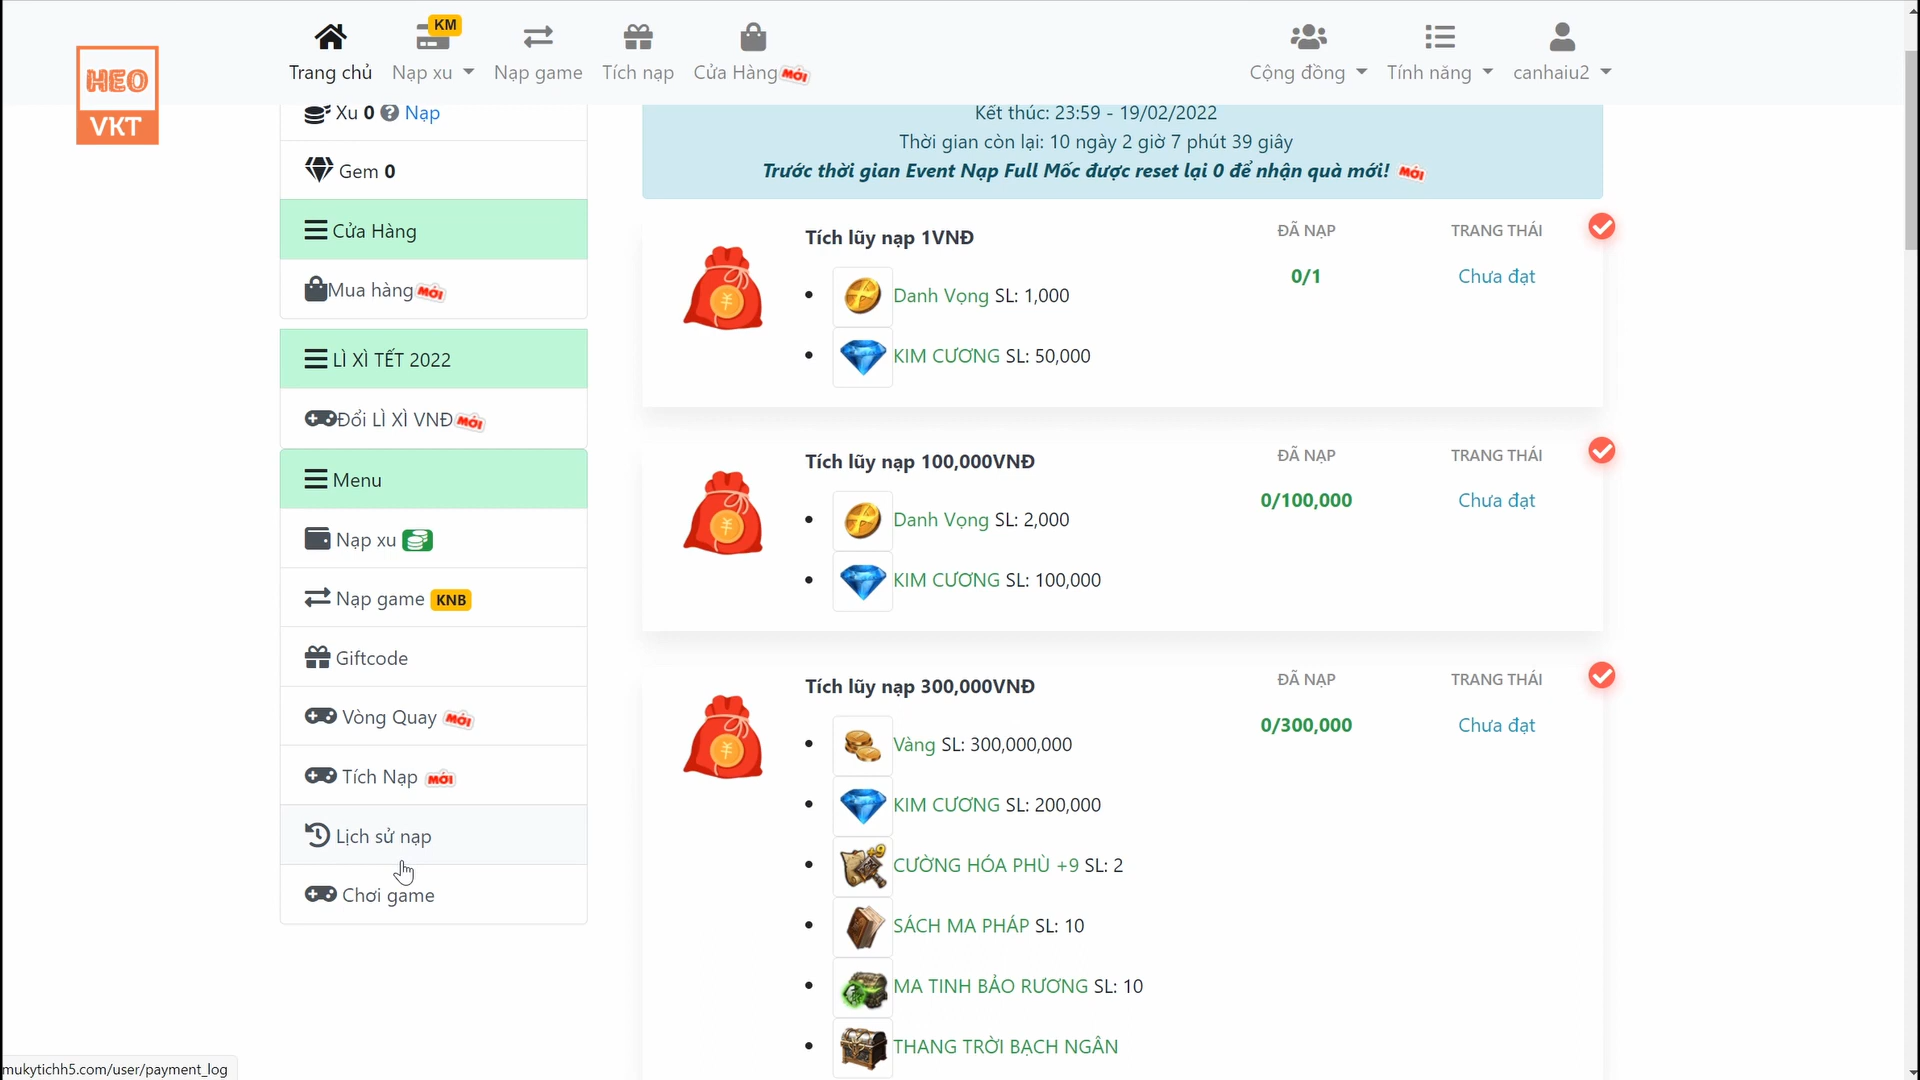 HEO
VKT
KM
Trang chủ
Nạp xu
Nạp game
Tích nạp
Cửa Hàng MỚI
Cộng đồng
Tính năng
canhaiu2
Xu 0 Nạp
Gem 0
Cửa Hàng
Mua hàng MỚI
LÌ XÌ TẾT 2022
Đổi LÌ XÌ VNĐ MỚI
Menu
Nạp xu
Nạp game KNB
Giftcode
Vòng Quay MỚI
Tích Nạp MỚI
Lịch sử nạp
Chơi game
Kết thúc: 23:59 - 19/02/2022
Thời gian còn lại: 10 ngày 2 giờ 7 phút 39 giây
Trước thời gian Event Nạp Full Mốc được reset lại 0 để nhận quà mới! MỚI
Tích lũy nạp 1VNĐ
Danh Vọng SL: 1,000
KIM CƯƠNG SL: 50,000
ĐÃ NẠP
0/1
TRANG THÁI
Chưa đạt
Tích lũy nạp 100,000VNĐ
Danh Vọng SL: 2,000
KIM CƯƠNG SL: 100,000
ĐÃ NẠP
0/100,000
TRANG THÁI
Chưa đạt
Tích lũy nạp 300,000VNĐ
Vàng SL: 300,000,000
KIM CƯƠNG SL: 200,000
+9
CƯỜNG HÓA PHÙ +9 SL: 2
SÁCH MA PHÁP SL: 10
MA TINH BẢO RƯƠNG SL: 10
THANG TRỜI BẠCH NGÂN
ĐÃ NẠP
0/300,000
TRANG THÁI
Chưa đạt
mukytichh5.com/user/payment_log